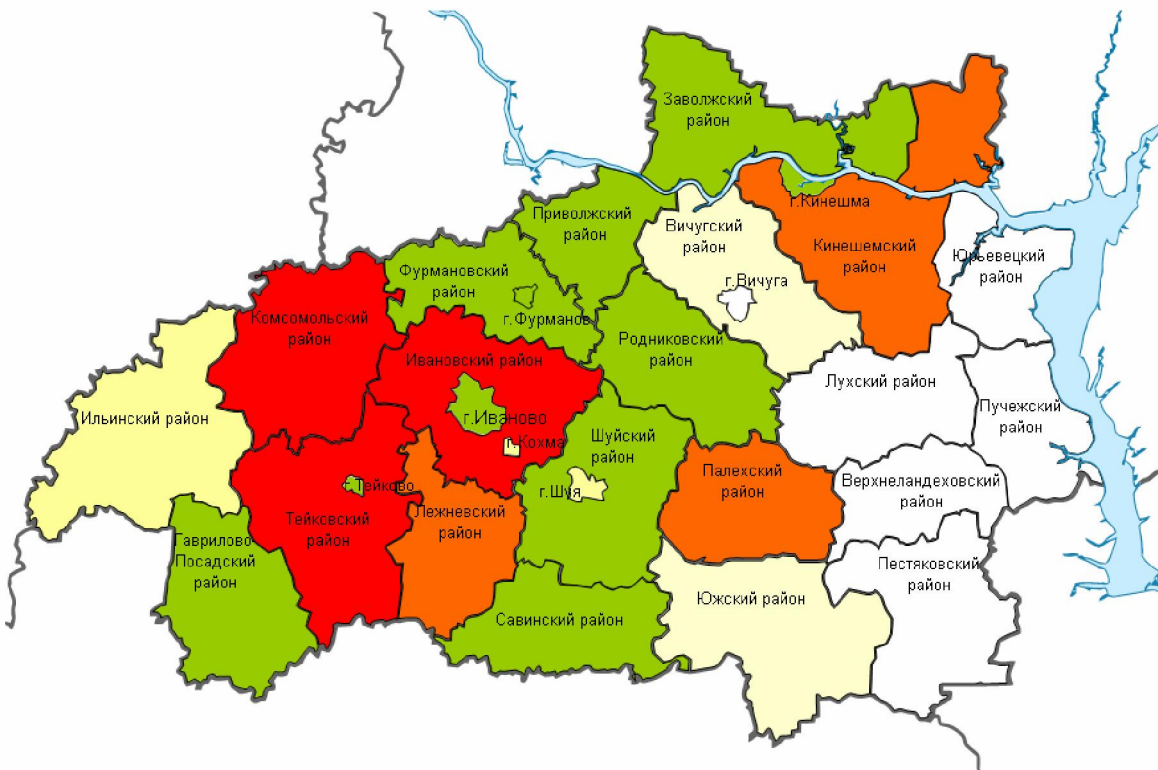 Заволжский
район
Приволжский
район
г.Кинешма
Вичугский
район
Кинешемский
район
Юрьевецкий
район
Фурмановский
район
г.Вичуга
г.Фурманов
Комсомольский
район
Родниковский
район
Ивановский район
Лухский район
Ильинский район
г.Иваново
Пучежский
район
г.Кохма
Шуйский
район
Палехский
район
Верхнеландеховский
район
г.Тейково
г.Шуя
Тейковский
район
Лежневский
район
Гаврилово-
Посадский
район
Пестяковский
район
Южский район
Савинский район